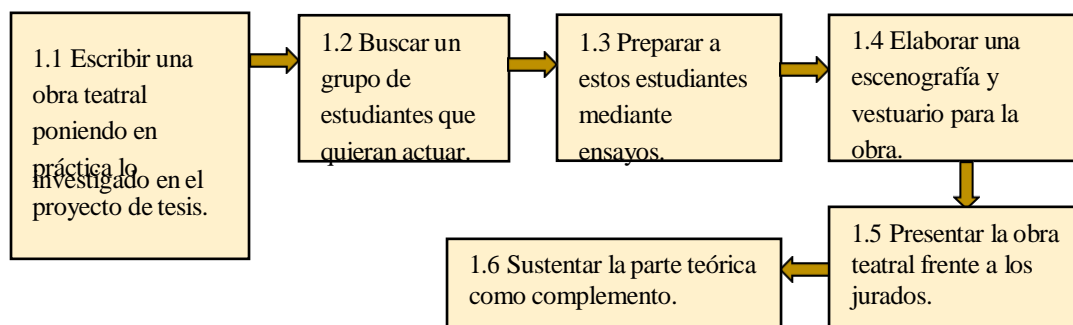 1.1 Escribir una
obra teatral
poniendo en
práctica lo
investigado en el
proyecto de tesis.
1.2 Buscar un
grupo de
estudiantes que
quieran actuar.
1.3 Preparar a
estos estudiantes
mediante
ensayos.
1.4 Elaborar una
escenografía y
vestuario para la
obra.
1.5 Presentar la obra
teatral frente a los
jurados.
1.6 Sustentar la parte teórica
como complemento.